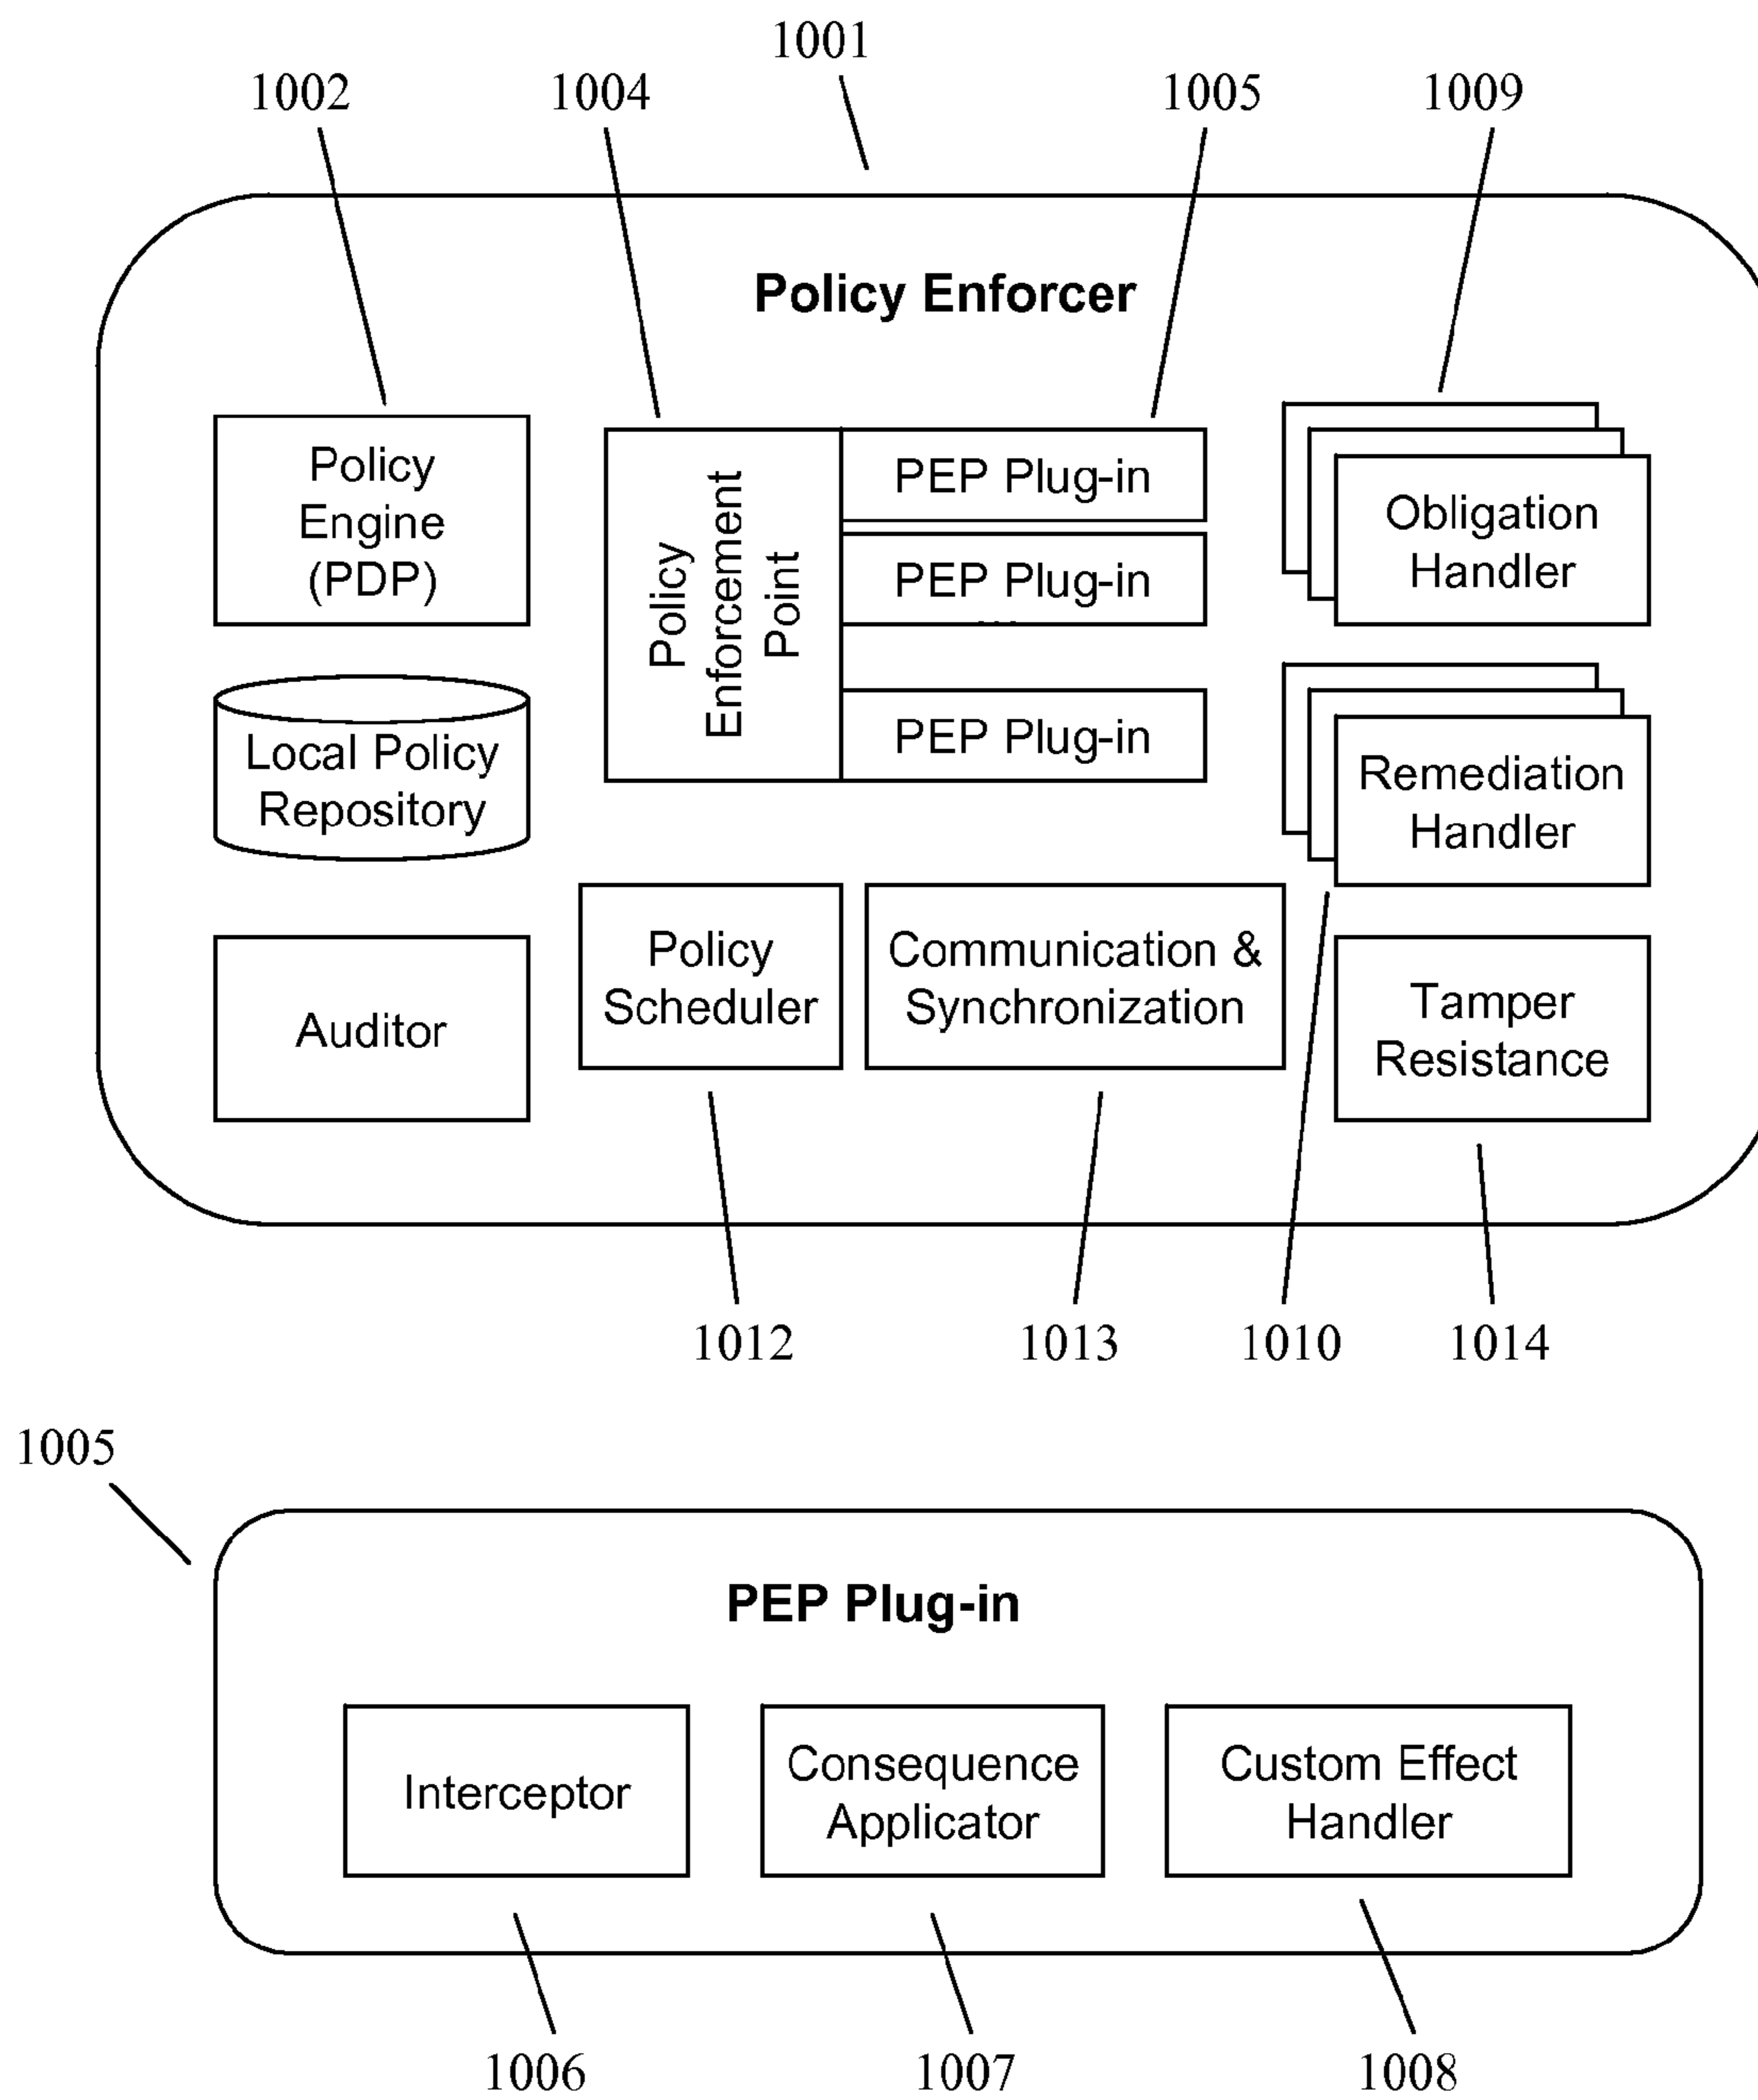 1001
1002
1004
1005
1009
Policy Enforcer
Policy
Engine
(PDP)
Policy
Enforcement
Point
PEP Plug-in
PEP Plug-in
...
PEP Plug-in
Obligation
Handler
Local Policy
Repository
Remediation
Handler
Auditor
Policy
Scheduler
Communication &
Synchronization
Tamper
Resistance
1012
1013
1010
1014
1005
PEP Plug-in
Interceptor
Consequence
Applicator
Custom Effect
Handler
1006
1007
1008